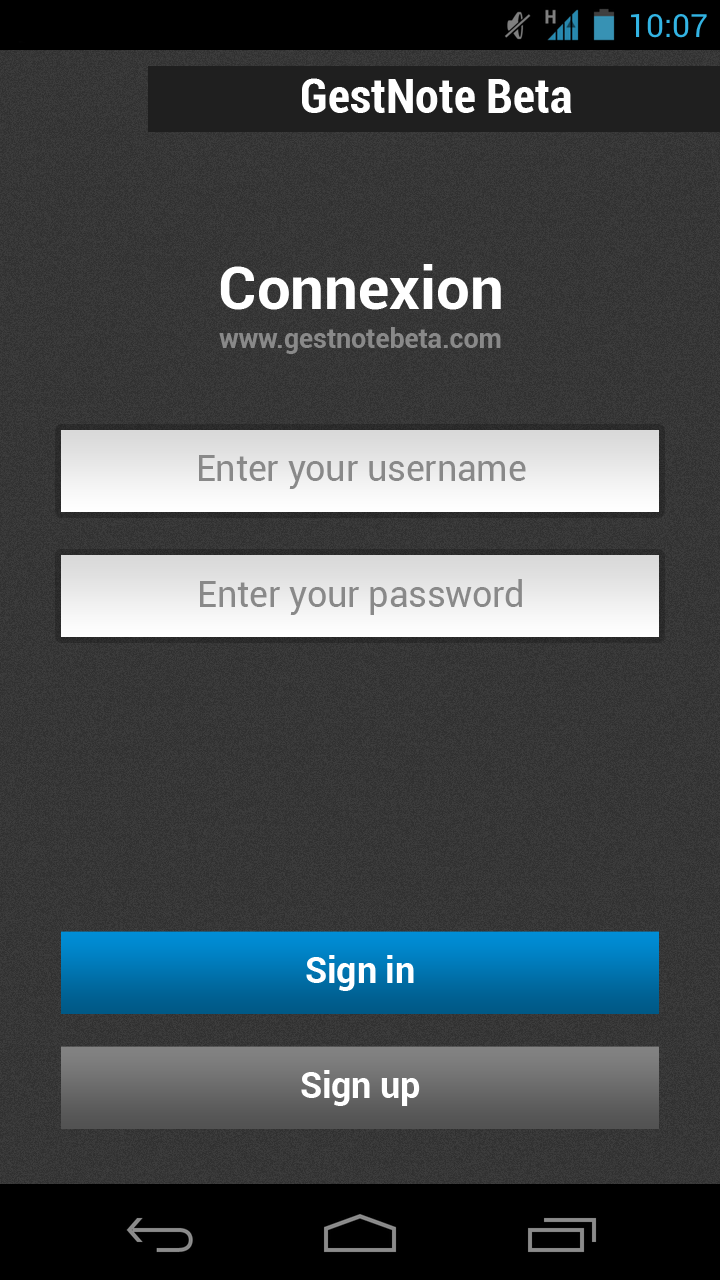 H 10:07
GestNote Beta
Connexion
www.gestnotebeta.com
Enter your username
Enter your password
Sign in
Sign up